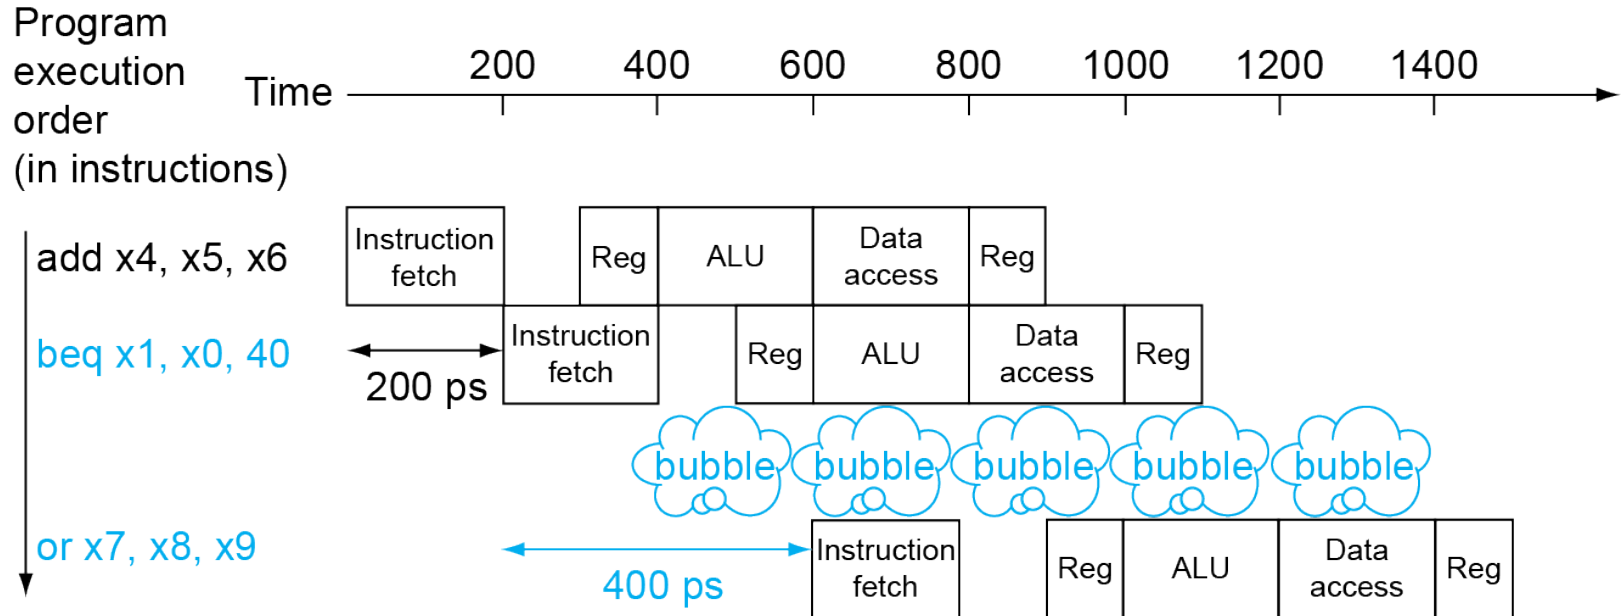 Program
execution
order
(in instructions)
Time
200 400 600 800 1000 1200 1400
add x4, x5, x6
Instruction
fetch
Reg
ALU
Data
access
Reg
beq x1, x0, 40
200 ps
Instruction
fetch
Reg
ALU
Data
access
Reg
bubble bubble bubble bubble bubble
or x7, x8, x9
400 ps
Instruction
fetch
Reg
ALU
Data
access
Reg